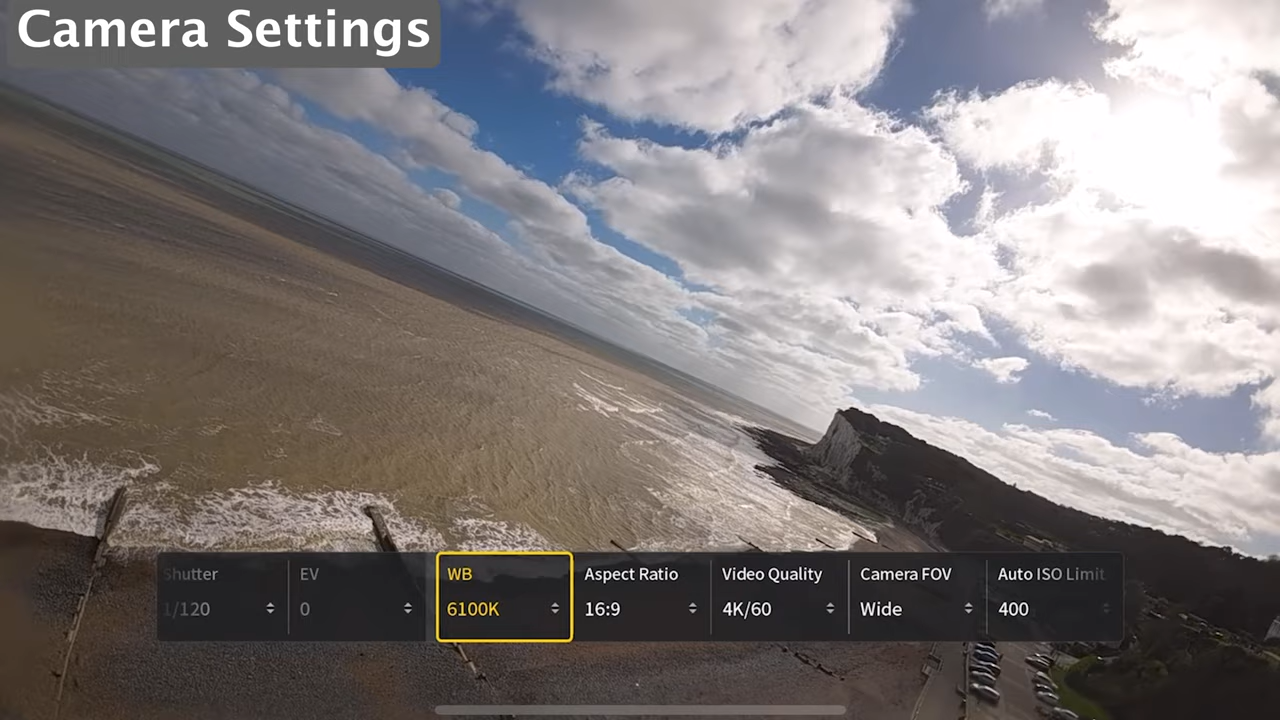 Camera Settings
Shutter EV WB Aspect Ratio Video Quality Camera FOV Auto ISO Limit
1/120 0 6100K 16:9 4K/60 Wide 400